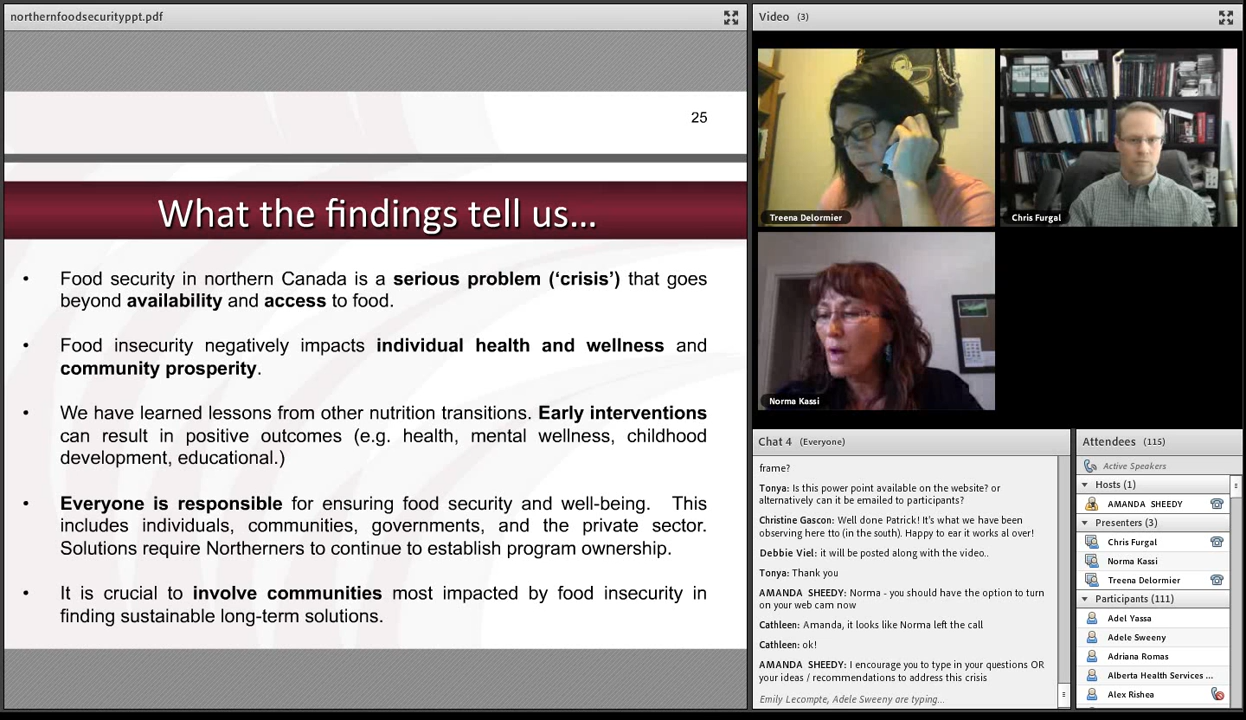 northernfoodsecurityppt.pdf
25
What the findings tell us...
• Food security in northern Canada is a serious problem (‘crisis’) that goes
beyond availability and access to food.
• Food insecurity negatively impacts individual health and wellness and
community prosperity.
• We have learned lessons from other nutrition transitions. Early interventions
can result in positive outcomes (e.g. health, mental wellness, childhood
development, educational.)
• Everyone is responsible for ensuring food security and well-being. This
includes individuals, communities, governments, and the private sector.
Solutions require Northerners to continue to establish program ownership.
• It is crucial to involve communities most impacted by food insecurity in
finding sustainable long-term solutions.
Video (3)
Treena Delormier
Chris Furgal
Norma Kassi
Chat 4 (Everyone)
frame?
Tonya: Is this power point available on the website? or
alternatively can it be emailed to participants?
Christine Gascon: Well done Patrick! It's what we have been
observing here tto (in the south). Happy to ear it works al over!
Debbie Viel: it will be posted along with the video..
Tonya: Thank you
AMANDA SHEEDY: Norma - you should have the option to turn
on your web cam now
Cathleen: Amanda, it looks like Norma left the call
Cathleen: ok!
AMANDA SHEEDY: I encourage you to type in your questions OR
your ideas / recommendations to address this crisis
Emily Lecompte, Adele Sweeny are typing...
Attendees (115)
Active Speakers
Hosts (1)
AMANDA SHEEDY
Presenters (3)
Chris Furgal
Norma Kassi
Treena Delormier
Participants (111)
Adel Yassa
Adele Sweeny
Adriana Romas
Alberta Health Services ...
Alex Rishea